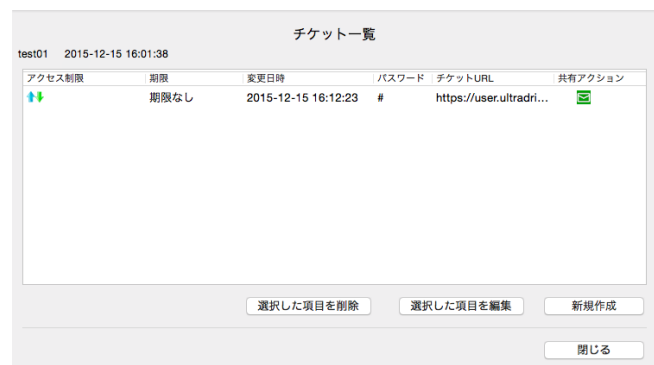 チケット一覧
test01 2015-12-15 16:01:38
アクセス制限 期限 変更日時 パスワード チケットURL 共有アクション
期限なし 2015-12-15 16:12:23 # https://user.ultradri...
選択した項目を削除 選択した項目を編集 新規作成
閉じる